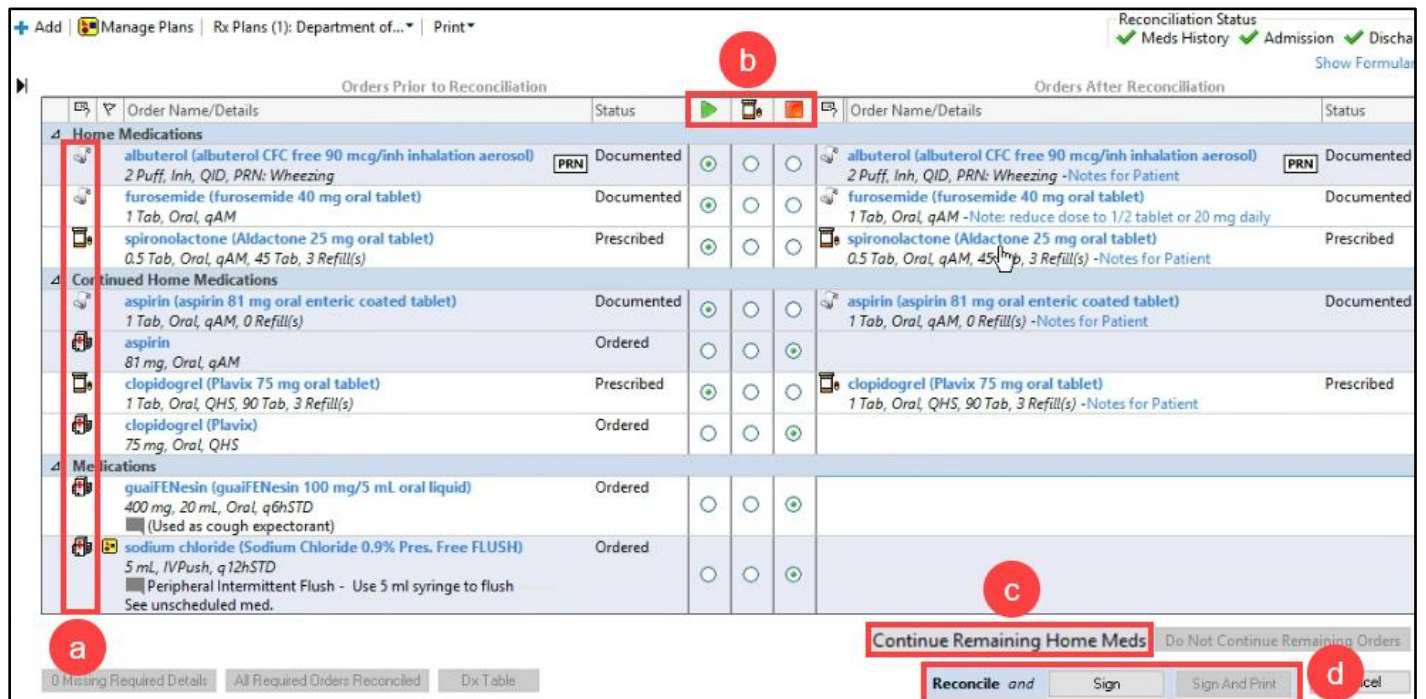 Add Manage Plans Rx Plans (1): Department of... Print
Reconciliation Status
Meds History Admission Discha
Show Formular
b
Orders Prior to Reconciliation Orders After Reconciliation
Order Name/Details Status Order Name/Details Status
Home Medications
albuterol (albuterol CFC free 90 mcg/inh inhalation aerosol) PRN Documented albuterol (albuterol CFC free 90 mcg/inh inhalation aerosol) PRN Documented
2 Puff, Inh, QID, PRN: Wheezing 2 Puff, Inh, QID, PRN: Wheezing -Notes for Patient
furosemide (furosemide 40 mg oral tablet) Documented furosemide (furosemide 40 mg oral tablet) Documented
1 Tab, Oral, qAM 1 Tab, Oral, qAM -Note: reduce dose to 1/2 tablet or 20 mg daily
spironolactone (Aldactone 25 mg oral tablet) Prescribed spironolactone (Aldactone 25 mg oral tablet) Prescribed
0.5 Tab, Oral, qAM, 45 Tab, 3 Refill(s) 0.5 Tab, Oral, qAM, 3 Refill(s) -Notes for Patient
Continued Home Medications
aspirin (aspirin 81 mg oral enteric coated tablet) Documented aspirin (aspirin 81 mg oral enteric coated tablet) Documented
1 Tab, Oral, qAM, 0 Refill(s) 1 Tab, Oral, qAM, 0 Refill(s) -Notes for Patient
aspirin Ordered
81 mg, Oral, qAM
clopidogrel (Plavix 75 mg oral tablet) Prescribed clopidogrel (Plavix 75 mg oral tablet) Prescribed
1 Tab, Oral, QHS, 90 Tab, 3 Refill(s) 1 Tab, Oral, QHS, 90 Tab, 3 Refill(s) -Notes for Patient
clopidogrel (Plavix) Ordered
75 mg, Oral, QHS
Medications
guaiFENesin (guaiFENesin 100 mg/5 mL oral liquid) Ordered
400 mg, 20 mL, Oral, q6hSTD
(Used as cough expectorant)
sodium chloride (Sodium Chloride 0.9% Pres. Free FLUSH) Ordered
5 mL, IVPush, q12hSTD
Peripheral Intermittent Flush - Use 5 ml syringe to flush
See unscheduled med.
c
a
Continue Remaining Home Meds Do Not Continue Remaining Orders
d
0 Missing Required Details All Required Orders Reconciled Dx Table Reconcile and Sign Sign And Print cel